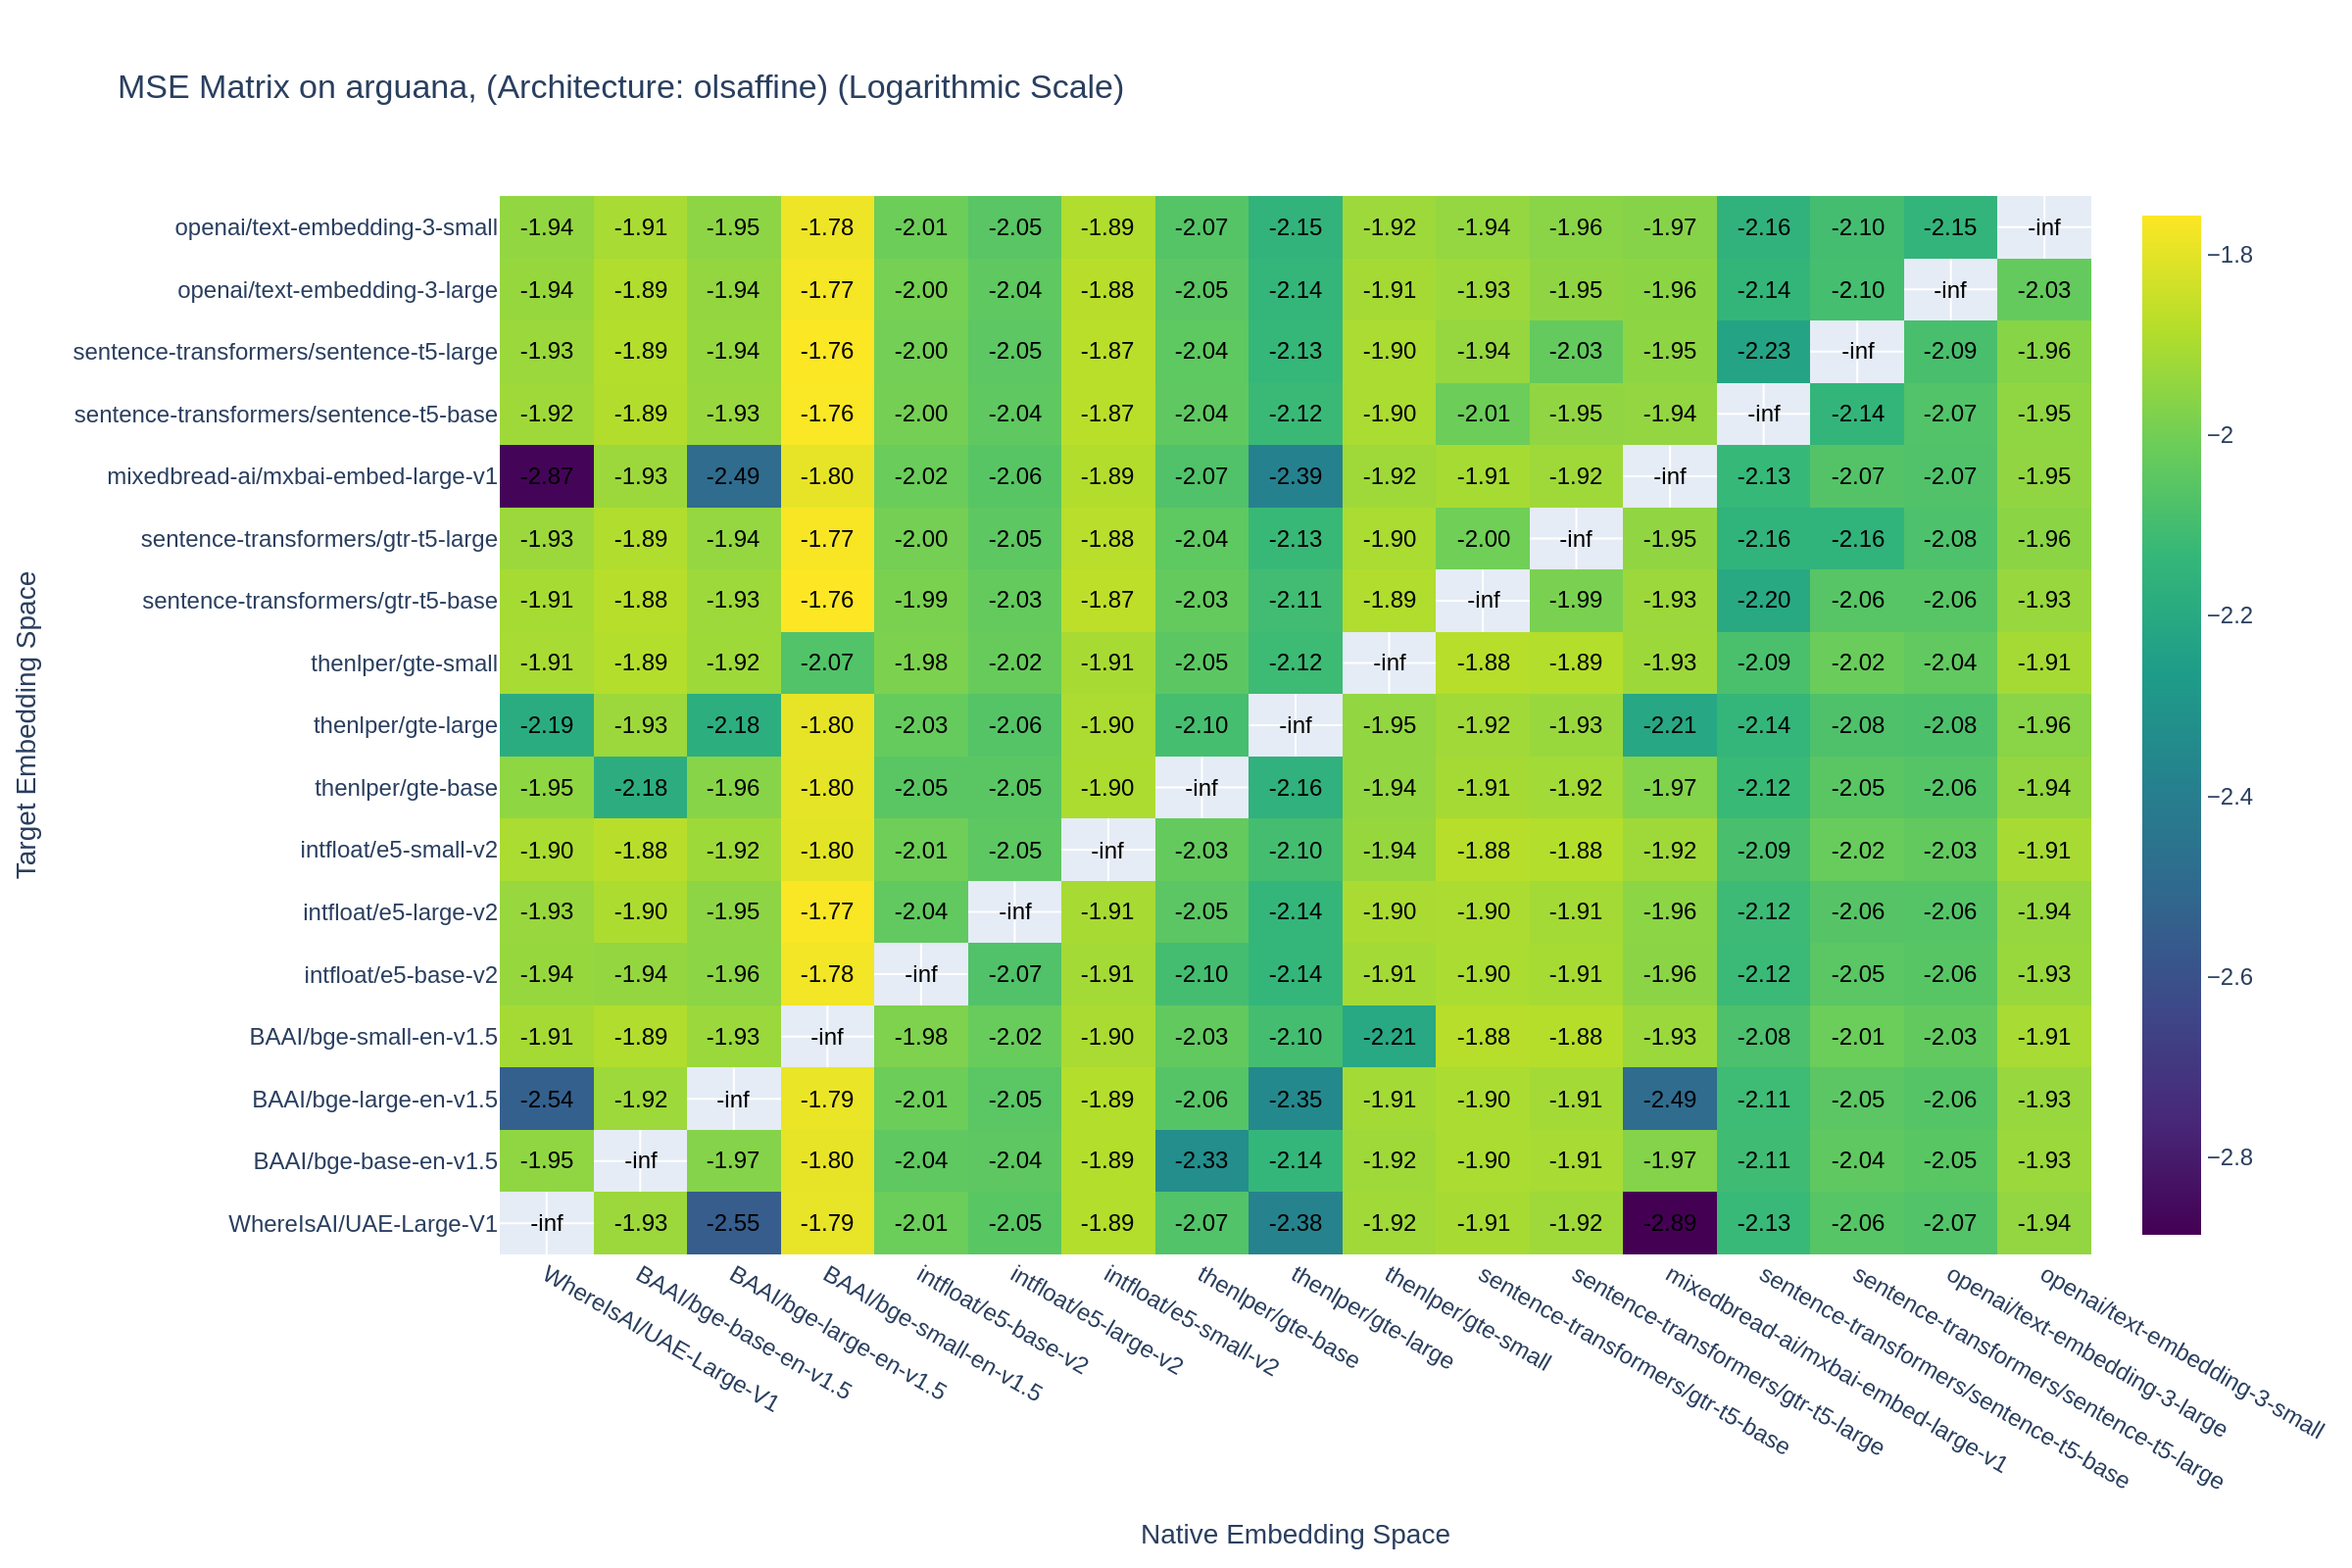 MSE Matrix on arguana, (Architecture: olsaffine) (Logarithmic Scale)
openai/text-embedding-3-small -1.94 -1.91 -1.95 -1.78 -2.01 -2.05 -1.89 -2.07 -2.15 -1.92 -1.94 -1.96 -1.97 -2.16 -2.10 -2.15 -inf
openai/text-embedding-3-large -1.94 -1.89 -1.94 -1.77 -2.00 -2.04 -1.88 -2.05 -2.14 -1.91 -1.93 -1.95 -1.96 -2.14 -2.10 -inf -2.03
sentence-transformers/sentence-t5-large -1.93 -1.89 -1.94 -1.76 -2.00 -2.05 -1.87 -2.04 -2.13 -1.90 -1.94 -2.03 -1.95 -2.23 -inf -2.09 -1.96
sentence-transformers/sentence-t5-base -1.92 -1.89 -1.93 -1.76 -2.00 -2.04 -1.87 -2.04 -2.12 -1.90 -2.01 -1.95 -1.94 -inf -2.14 -2.07 -1.95
mixedbread-ai/mxbai-embed-large-v1 -2.87 -1.93 -2.49 -1.80 -2.02 -2.06 -1.89 -2.07 -2.39 -1.92 -1.91 -1.92 -inf -2.13 -2.07 -2.07 -1.95
sentence-transformers/gtr-t5-large -1.93 -1.89 -1.94 -1.77 -2.00 -2.05 -1.88 -2.04 -2.13 -1.90 -2.00 -inf -1.95 -2.16 -2.16 -2.08 -1.96
sentence-transformers/gtr-t5-base -1.91 -1.88 -1.93 -1.76 -1.99 -2.03 -1.87 -2.03 -2.11 -1.89 -inf -1.99 -1.93 -2.20 -2.06 -2.06 -1.93
thenlper/gte-small -1.91 -1.89 -1.92 -2.07 -1.98 -2.02 -1.91 -2.05 -2.12 -inf -1.88 -1.89 -1.93 -2.09 -2.02 -2.04 -1.91
thenlper/gte-large -2.19 -1.93 -2.18 -1.80 -2.03 -2.06 -1.90 -2.10 -inf -1.95 -1.92 -1.93 -2.21 -2.14 -2.08 -2.08 -1.96
thenlper/gte-base -1.95 -2.18 -1.96 -1.80 -2.05 -2.05 -1.90 -inf -2.16 -1.94 -1.91 -1.92 -1.97 -2.12 -2.05 -2.06 -1.94
intfloat/e5-small-v2 -1.90 -1.88 -1.92 -1.80 -2.01 -2.05 -inf -2.03 -2.10 -1.94 -1.88 -1.88 -1.92 -2.09 -2.02 -2.03 -1.91
intfloat/e5-large-v2 -1.93 -1.90 -1.95 -1.77 -2.04 -inf -1.91 -2.05 -2.14 -1.90 -1.90 -1.91 -1.96 -2.12 -2.06 -2.06 -1.94
intfloat/e5-base-v2 -1.94 -1.94 -1.96 -1.78 -inf -2.07 -1.91 -2.10 -2.14 -1.91 -1.90 -1.91 -1.96 -2.12 -2.05 -2.06 -1.93
BAAI/bge-small-en-v1.5 -1.91 -1.89 -1.93 -inf -1.98 -2.02 -1.90 -2.03 -2.10 -2.21 -1.88 -1.88 -1.93 -2.08 -2.01 -2.03 -1.91
BAAI/bge-large-en-v1.5 -2.54 -1.92 -inf -1.79 -2.01 -2.05 -1.89 -2.06 -2.35 -1.91 -1.90 -1.91 -2.49 -2.11 -2.05 -2.06 -1.93
BAAI/bge-base-en-v1.5 -1.95 -inf -1.97 -1.80 -2.04 -2.04 -1.89 -2.33 -2.14 -1.92 -1.90 -1.91 -1.97 -2.11 -2.04 -2.05 -1.93
WhereIsAI/UAE-Large-V1 -inf -1.93 -2.55 -1.79 -2.01 -2.05 -1.89 -2.07 -2.38 -1.92 -1.91 -1.92 -2.89 -2.13 -2.06 -2.07 -1.94
Target Embedding Space
WhereIsAI/UAE-Large-V1
BAAI/bge-base-en-v1.5
BAAI/bge-large-en-v1.5
BAAI/bge-small-en-v1.5
intfloat/e5-base-v2
intfloat/e5-large-v2
intfloat/e5-small-v2
thenlper/gte-base
thenlper/gte-large
thenlper/gte-small
sentence-transformers/gtr-t5-base
sentence-transformers/gtr-t5-large
mixedbread-ai/mxbai-embed-large-v1
sentence-transformers/sentence-t5-base
sentence-transformers/sentence-t5-large
openai/text-embedding-3-large
openai/text-embedding-3-small
Native Embedding Space
−1.8
−2
−2.2
−2.4
−2.6
−2.8